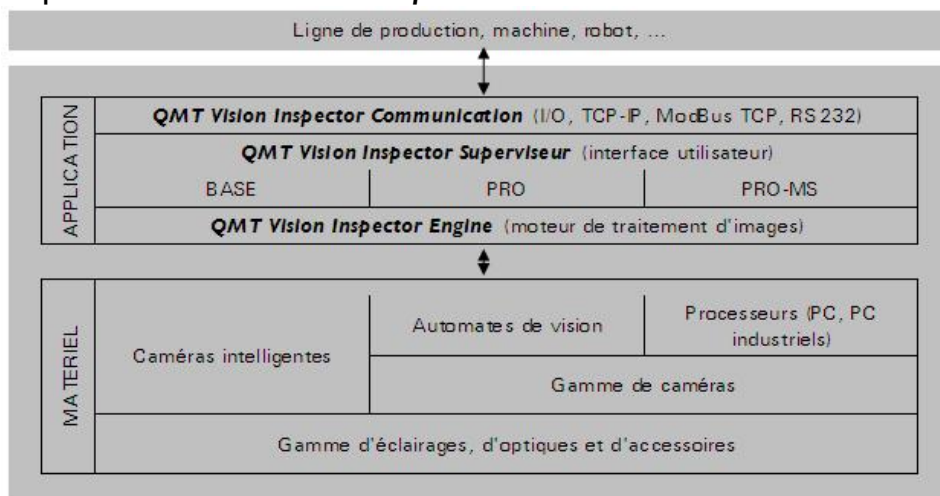 Ligne de production, machine, robot, ...
APPLICATION
QMT Vision Inspector Communication (I/O, TCP-IP, ModBus TCP, RS232)
QMT Vision Inspector Superviseur (interface utilisateur)
BASE
PRO
PRO-MS
QMT Vision Inspector Engine (moteur de traitement d'images)
MATERIEL
Caméras intelligentes
Automates de vision
Processeurs (PC, PC
industriels)
Gamme de caméras
Gamme d'éclairages, d'optiques et d'accessoires